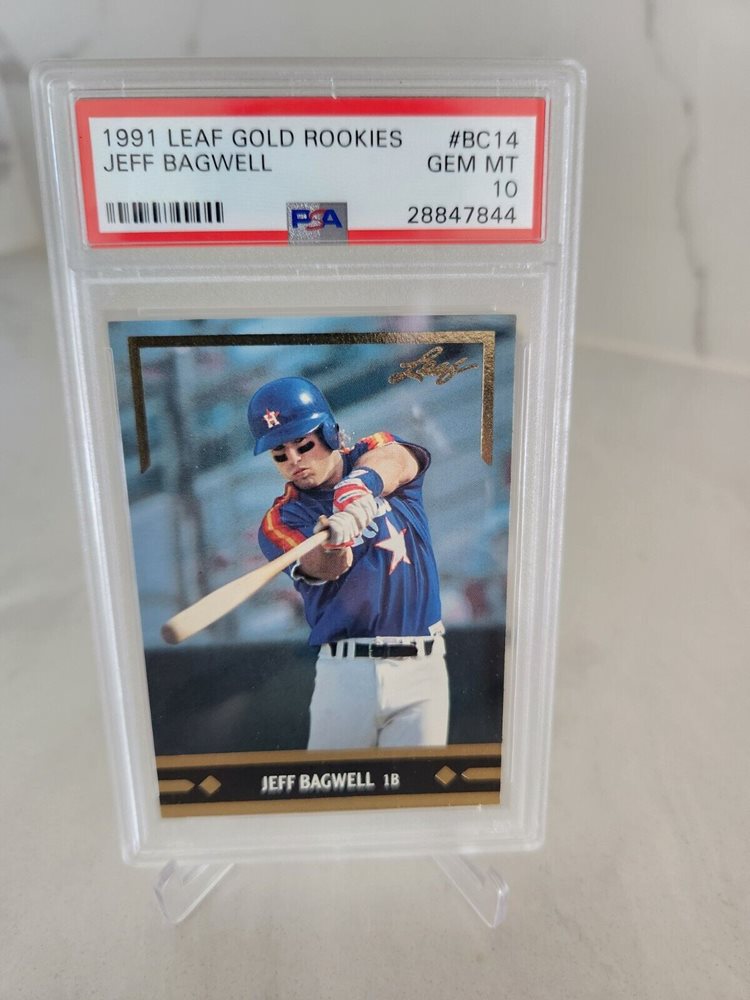 1991 LEAF GOLD ROOKIES #BC14
JEFF BAGWELL GEM MT
10
PSA 28847844
Leaf
H
JEFF BAGWELL 1B